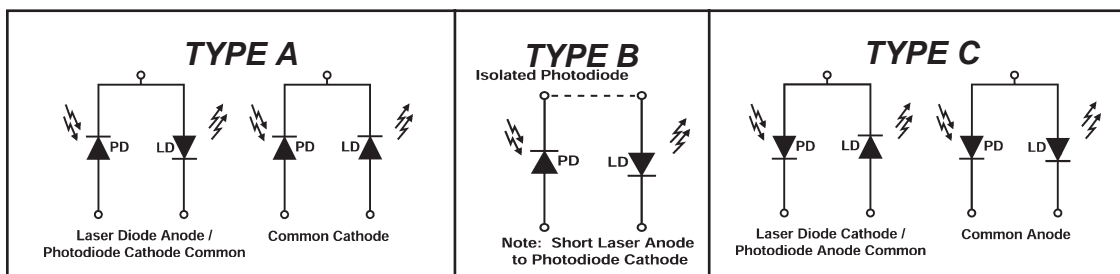 TYPE A
PD
LD
PD
LD
Laser Diode Anode /
Photodiode Cathode Common
Common Cathode
TYPE B
Isolated Photodiode
PD
LD
Note: Short Laser Anode
to Photodiode Cathode
TYPE C
PD
LD
PD
LD
Laser Diode Cathode /
Photodiode Anode Common
Common Anode